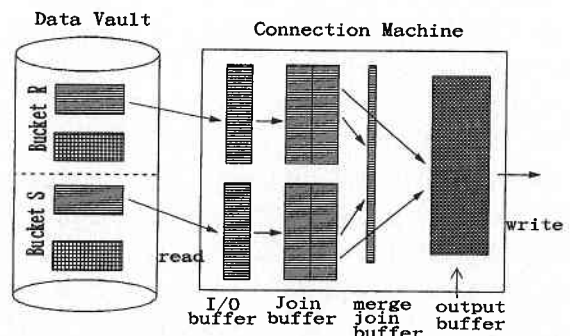 Data Vault
Connection Machine
Bucket R
Bucket S
read
write
I/O buffer
Join buffer
merge join buffer
output buffer